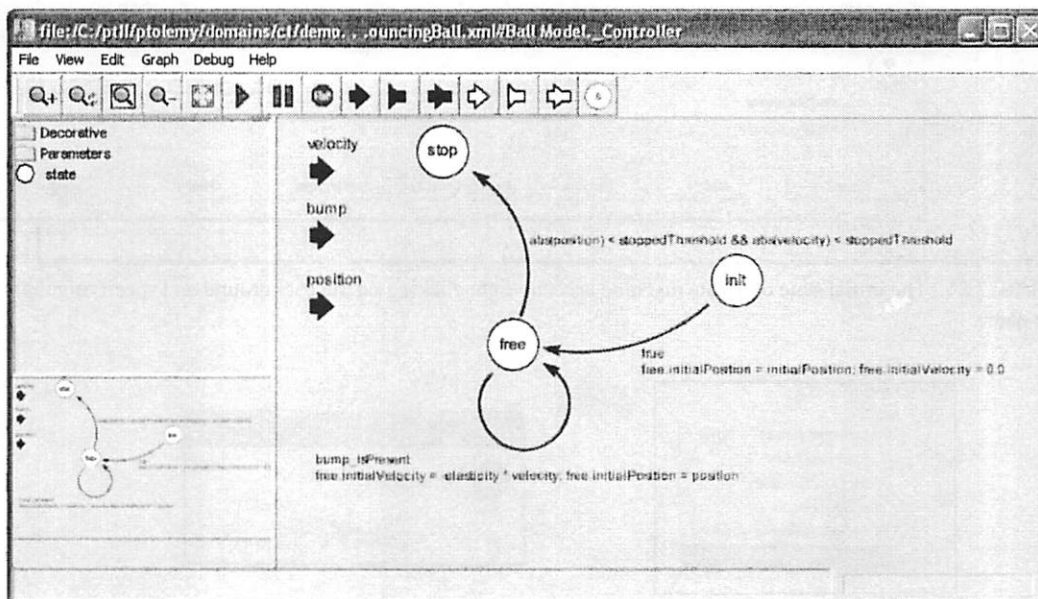 file:/C:/ptII/ptolemy/domains/ct/demo. . .ouncingBall.xml#Ball Model._Controller
File View Edit Graph Debug Help
Decorative
Parameters
state
velocity
bump
position
stop
abs(position) < stoppedThreshold && abs(velocity) < stoppedThreshold
init
free
true
free.initialPosition = initialPosition; free.initialVelocity = 0.0
bump_isPresent
free.initialVelocity = -elasticity * velocity; free.initialPosition = position